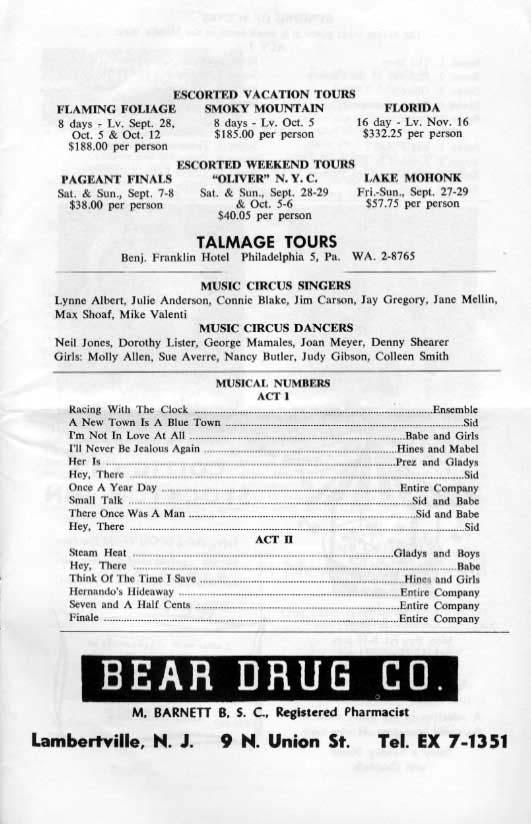 ESCORTED VACATION TOURS
FLAMING FOLIAGE
8 days - Lv. Sept. 28,
Oct. 5 & Oct. 12
$188.00 per person
SMOKY MOUNTAIN
8 days - Lv. Oct. 5
$185.00 per person
FLORIDA
16 day - Lv. Nov. 16
$332.25 per person
ESCORTED WEEKEND TOURS
PAGEANT FINALS
Sat. & Sun., Sept. 7-8
$38.00 per person
"OLIVER" N. Y. C.
Sat. & Sun., Sept. 28-29
& Oct. 5-6
$40.05 per person
LAKE MOHONK
Fri.-Sun., Sept. 27-29
$57.75 per person
TALMAGE TOURS
Benj. Franklin Hotel Philadelphia 5, Pa. WA. 2-8765
MUSIC CIRCUS SINGERS
Lynne Albert, Julie Anderson, Connie Blake, Jim Carson, Jay Gregory, Jane Mellin,
Max Shoaf, Mike Valenti
MUSIC CIRCUS DANCERS
Neil Jones, Dorothy Lister, George Mamales, Joan Meyer, Denny Shearer
Girls: Molly Allen, Sue Averre, Nancy Butler, Judy Gibson, Colleen Smith
MUSICAL NUMBERS
ACT I
Racing With The Clock ........ Ensemble
A New Town Is A Blue Town ........ Sid
I'm Not In Love At All ........ Babe and Girls
I'll Never Be Jealous Again ........ Hines and Mabel
Her Is ........ Prez and Gladys
Hey, There ........ Sid
Once A Year Day ........ Entire Company
Small Talk ........ Sid and Babe
There Once Was A Man ........ Sid and Babe
Hey, There ........ Sid
ACT II
Steam Heat ........ Gladys and Boys
Hey, There ........ Babe
Think Of The Time I Save ........ Hines and Girls
Hernando's Hideaway ........ Entire Company
Seven and A Half Cents ........ Entire Company
Finale ........ Entire Company
BEAR DRUG CO.
M. BARNETT B. S. C., Registered Pharmacist
Lambertville, N. J. 9 N. Union St. Tel. EX 7-1351